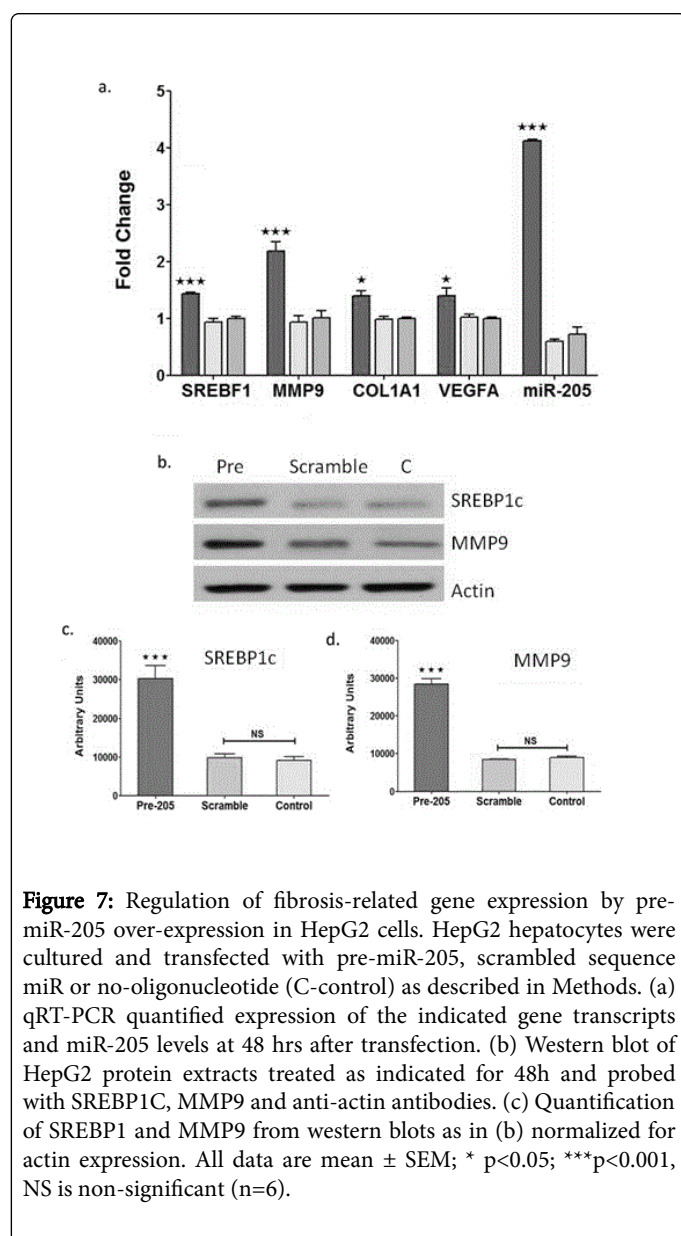 a.
5
4
3
2
1
0
Fold Change
★★★
★★★
★
★
★★★
SREBF1 MMP9 COL1A1 VEGFA miR-205
b.
Pre Scramble C
SREBP1c
MMP9
Actin
c.
SREBP1c
Arbitrary Units
40000
30000
20000
10000
0
★★★
NS
Pre-205 Scramble Control
d.
MMP9
Arbitrary Units
40000
30000
20000
10000
0
★★★
NS
Pre-205 Scramble Control
Figure 7: Regulation of fibrosis-related gene expression by pre-
miR-205 over-expression in HepG2 cells. HepG2 hepatocytes were
cultured and transfected with pre-miR-205, scrambled sequence
miR or no-oligonucleotide (C-control) as described in Methods. (a)
qRT-PCR quantified expression of the indicated gene transcripts
and miR-205 levels at 48 hrs after transfection. (b) Western blot of
HepG2 protein extracts treated as indicated for 48h and probed
with SREBP1C, MMP9 and anti-actin antibodies. (c) Quantification
of SREBP1 and MMP9 from western blots as in (b) normalized for
actin expression. All data are mean ± SEM; * p<0.05; ***p<0.001,
NS is non-significant (n=6).